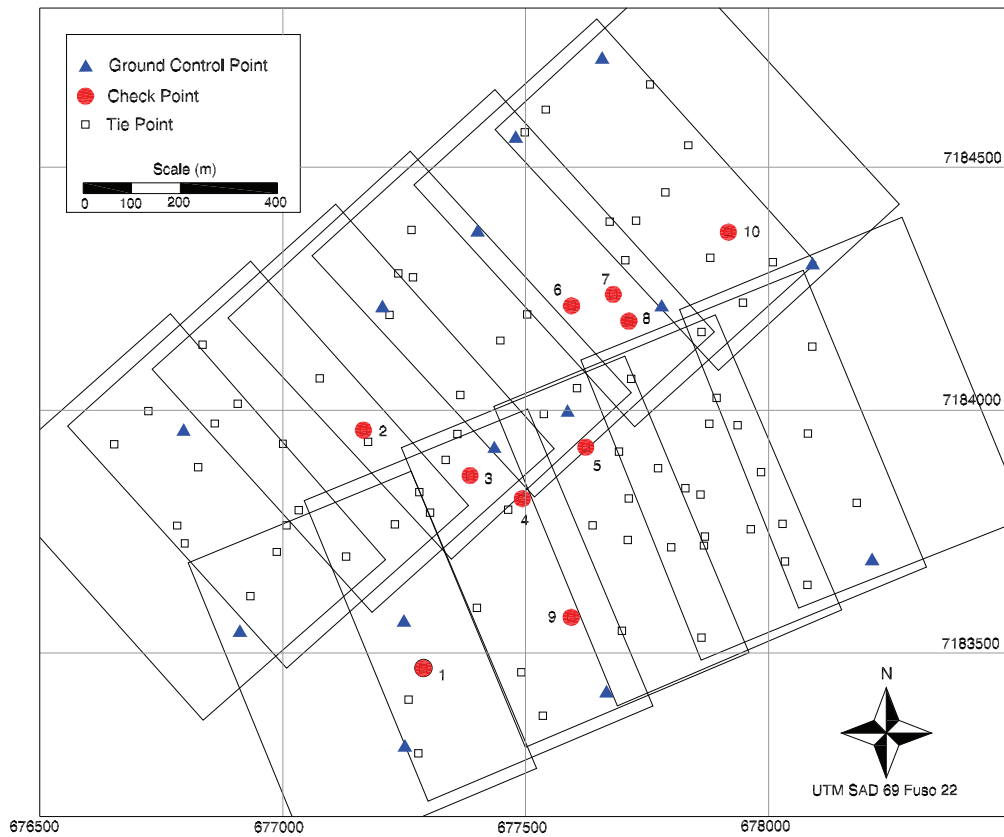 Ground Control Point
Check Point
Tie Point
Scale (m)
0 100 200 400
7184500
10
7
6
8
7184000
2
5
3
4
9
7183500
1
N
UTM SAD 69 Fuso 22
676500 677000 677500 678000